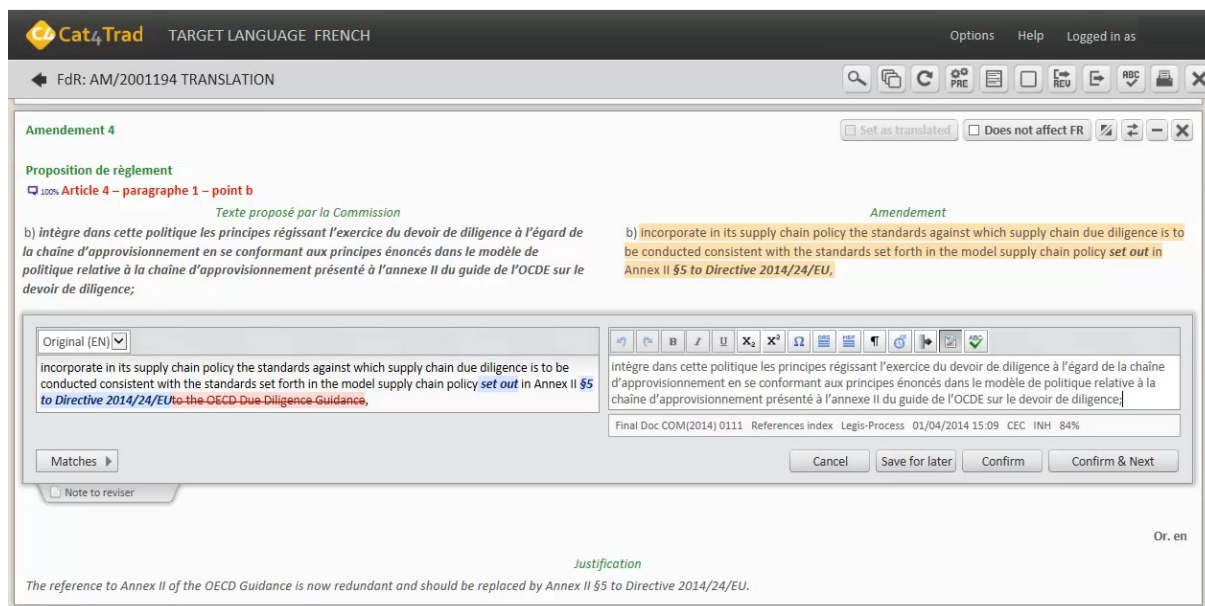 Cat4Trad TARGET LANGUAGE FRENCH Options Help Logged in as
FdR: AM/2001194 TRANSLATION PRE REV ABC
Amendement 4 Set as translated Does not affect FR
Proposition de règlement
100% Article 4 – paragraphe 1 – point b
Texte proposé par la Commission
b) intègre dans cette politique les principes régissant l’exercice du devoir de diligence à l’égard de
la chaîne d’approvisionnement en se conformant aux principes énoncés dans le modèle de
politique relative à la chaîne d’approvisionnement présenté à l’annexe II du guide de l’OCDE sur le
devoir de diligence;
Amendement
b) incorporate in its supply chain policy the standards against which supply chain due diligence is to
be conducted consistent with the standards set forth in the model supply chain policy set out in
Annex II §5 to Directive 2014/24/EU,
Original (EN)
incorporate in its supply chain policy the standards against which supply chain due diligence is to be
conducted consistent with the standards set forth in the model supply chain policy set out in Annex II §5
to Directive 2014/24/EUto the OECD Due Diligence Guidance,
B I U X₂ X² Ω ¶ ABC
intègre dans cette politique les principes régissant l’exercice du devoir de diligence à l’égard de la chaîne
d’approvisionnement en se conformant aux principes énoncés dans le modèle de politique relative à la
chaîne d’approvisionnement présenté à l’annexe II du guide de l’OCDE sur le devoir de diligence;
Final Doc COM(2014) 0111 References index Legis-Process 01/04/2014 15:09 CEC INH 84%
Matches Cancel Save for later Confirm Confirm & Next
Note to reviser
Or. en
Justification
The reference to Annex II of the OECD Guidance is now redundant and should be replaced by Annex II §5 to Directive 2014/24/EU.